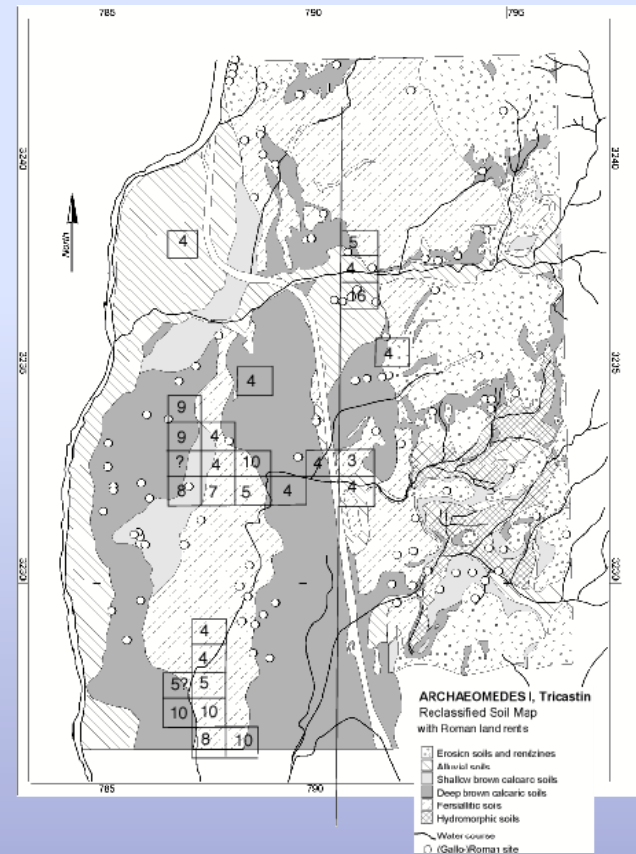 785 790 795
3240 3240
North
4
5
4
16
3235 3235
4
4
9
9 4
? 4 10 4 3
8 7 5 4 4
3230 3230
4
4
5? 5
10 10
8 10
ARCHAEOMEDES I, Tricastin
Reclassified Soil Map
with Roman land rents
Erosion soils and rendzines
Alluvial soils
Shallow brown calcaric soils
Deep brown calcaric soils
Fersiallitic soils
Hydromorphic soils
Water course
(Gallo-)Roman site
785 790